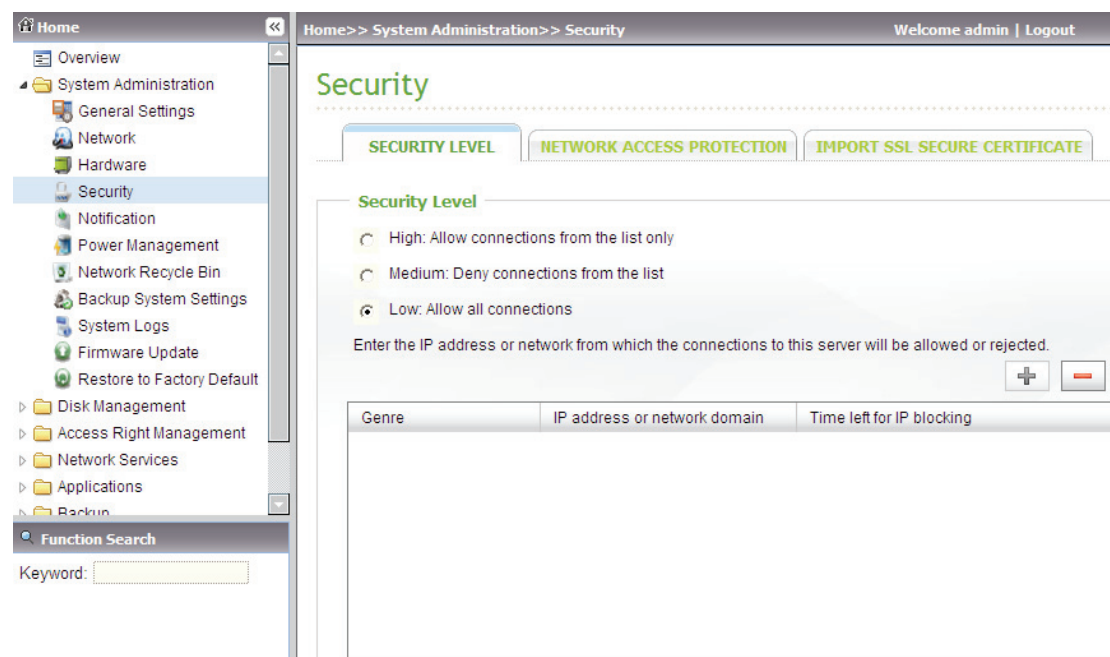 Home
Overview
System Administration
General Settings
Network
Hardware
Security
Notification
Power Management
Network Recycle Bin
Backup System Settings
System Logs
Firmware Update
Restore to Factory Default
Disk Management
Access Right Management
Network Services
Applications
Backup
Function Search
Keyword:
Home>> System Administration>> Security
Welcome admin | Logout
Security
SECURITY LEVEL
NETWORK ACCESS PROTECTION
IMPORT SSL SECURE CERTIFICATE
Security Level
High: Allow connections from the list only
Medium: Deny connections from the list
Low: Allow all connections
Enter the IP address or network from which the connections to this server will be allowed or rejected.
Genre
IP address or network domain
Time left for IP blocking